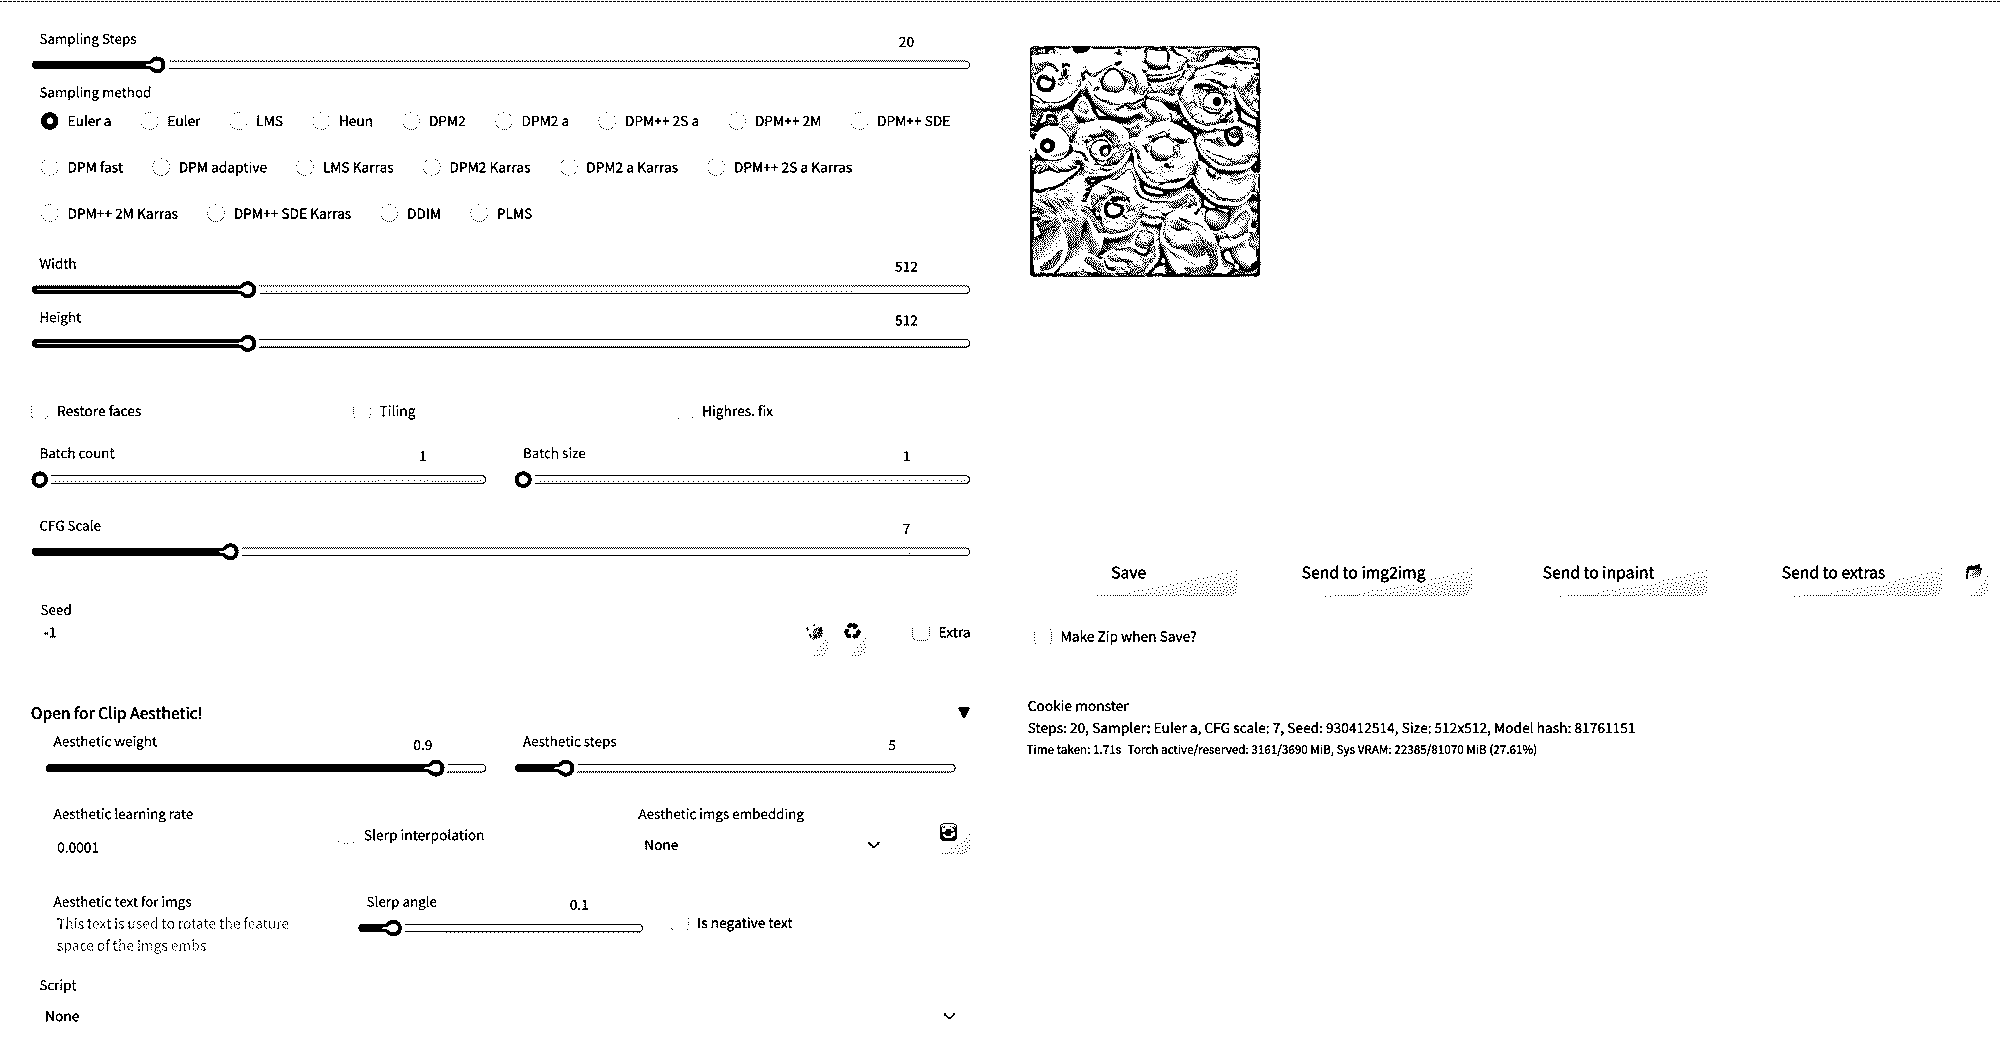 Sampling Steps
20
Sampling method
Euler a
Euler
LMS
Heun
DPM2
DPM2 a
DPM++ 2S a
DPM++ 2M
DPM++ SDE
DPM fast
DPM adaptive
LMS Karras
DPM2 Karras
DPM2 a Karras
DPM++ 2S a Karras
DPM++ 2M Karras
DPM++ SDE Karras
DDIM
PLMS
Width
512
Height
512
Restore faces
Tiling
Highres. fix
Batch count
1
Batch size
1
CFG Scale
7
Seed
-1
Extra
Open for Clip Aesthetic!
Aesthetic weight
0.9
Aesthetic steps
5
Aesthetic learning rate
0.0001
Slerp interpolation
Aesthetic imgs embedding
None
Aesthetic text for imgs
This text is used to rotate the feature
space of the imgs embs
Slerp angle
0.1
Is negative text
Script
None
Save
Send to img2img
Send to inpaint
Send to extras
Make Zip when Save?
Cookie monster
Steps: 20, Sampler: Euler a, CFG scale: 7, Seed: 930412514, Size: 512x512, Model hash: 81761151
Time taken: 1.71s Torch active/reserved: 3161/3690 MiB, Sys VRAM: 22385/81070 MiB (27.61%)